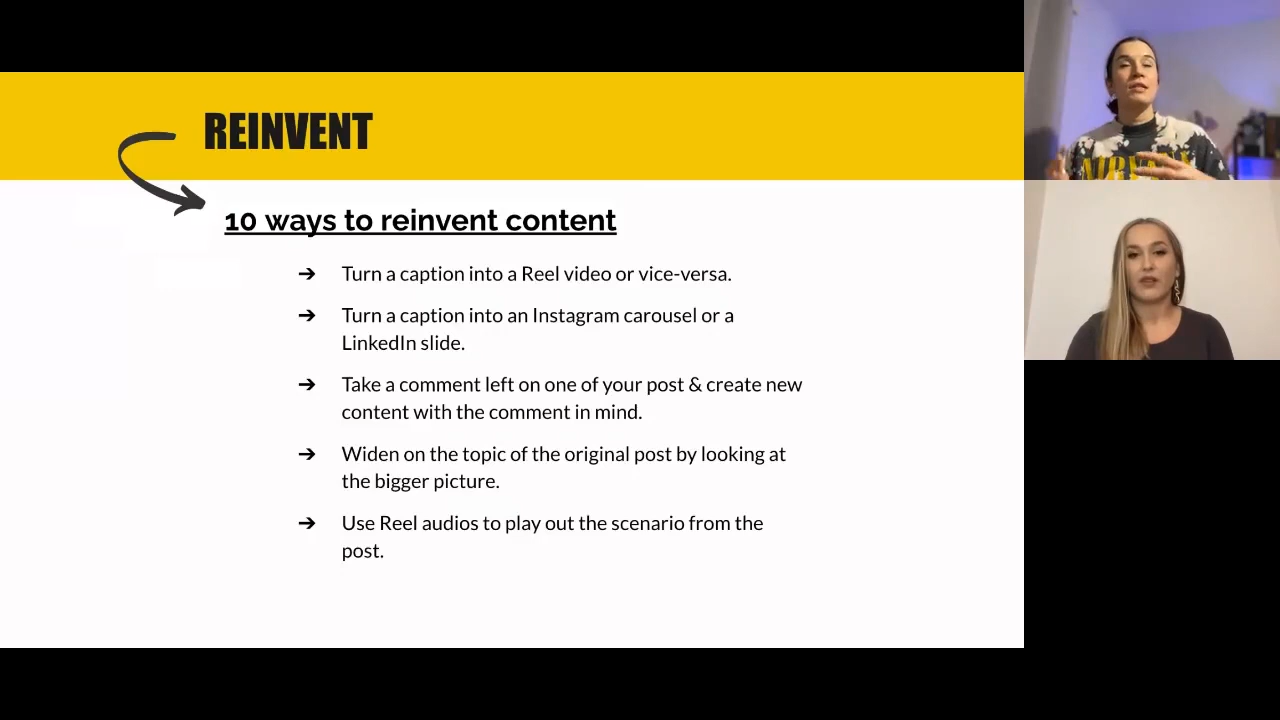 REINVENT
10 ways to reinvent content
➔ Turn a caption into a Reel video or vice-versa.
➔ Turn a caption into an Instagram carousel or a
LinkedIn slide.
➔ Take a comment left on one of your post & create new
content with the comment in mind.
➔ Widen on the topic of the original post by looking at
the bigger picture.
➔ Use Reel audios to play out the scenario from the
post.
NIRVANA